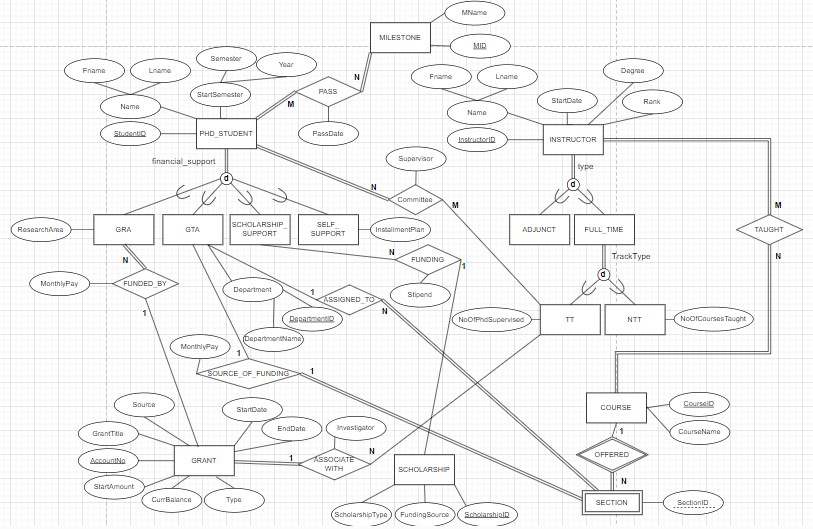 MName
MILESTONE
MID
Semester
Year
Fname
Lname
StartSemester
Name
PASS
N
M
PassDate
StudentID
PHD_STUDENT
financial_support
d
Fname
Lname
Degree
StartDate
Rank
Name
InstructorID
INSTRUCTOR
type
d
Supervisor
N
Committee
M
GRA
GTA
SCHOLARSHIP_
SUPPORT
SELF_
SUPPORT
InstallmentPlan
ResearchArea
ADJUNCT
FULL_TIME
M
TAUGHT
N
N
FUNDING
1
TrackType
d
N
FUNDED_BY
MonthlyPay
1
Department
1
ASSIGNED_TO
N
Stipend
DepartmentID
DepartmentName
NoOfPhdSupervised
TT
NTT
NoOfCoursesTaught
MonthlyPay
1
SOURCE_OF_FUNDING
1
Source
StartDate
EndDate
Investigator
GrantTitle
AccountNo
GRANT
1
ASSOCIATE
WITH
N
StartAmount
CurrBalance
Type
SCHOLARSHIP
ScholarshipType
FundingSource
ScholarshipID
COURSE
CourseID
CourseName
1
OFFERED
N
SECTION
SectionID